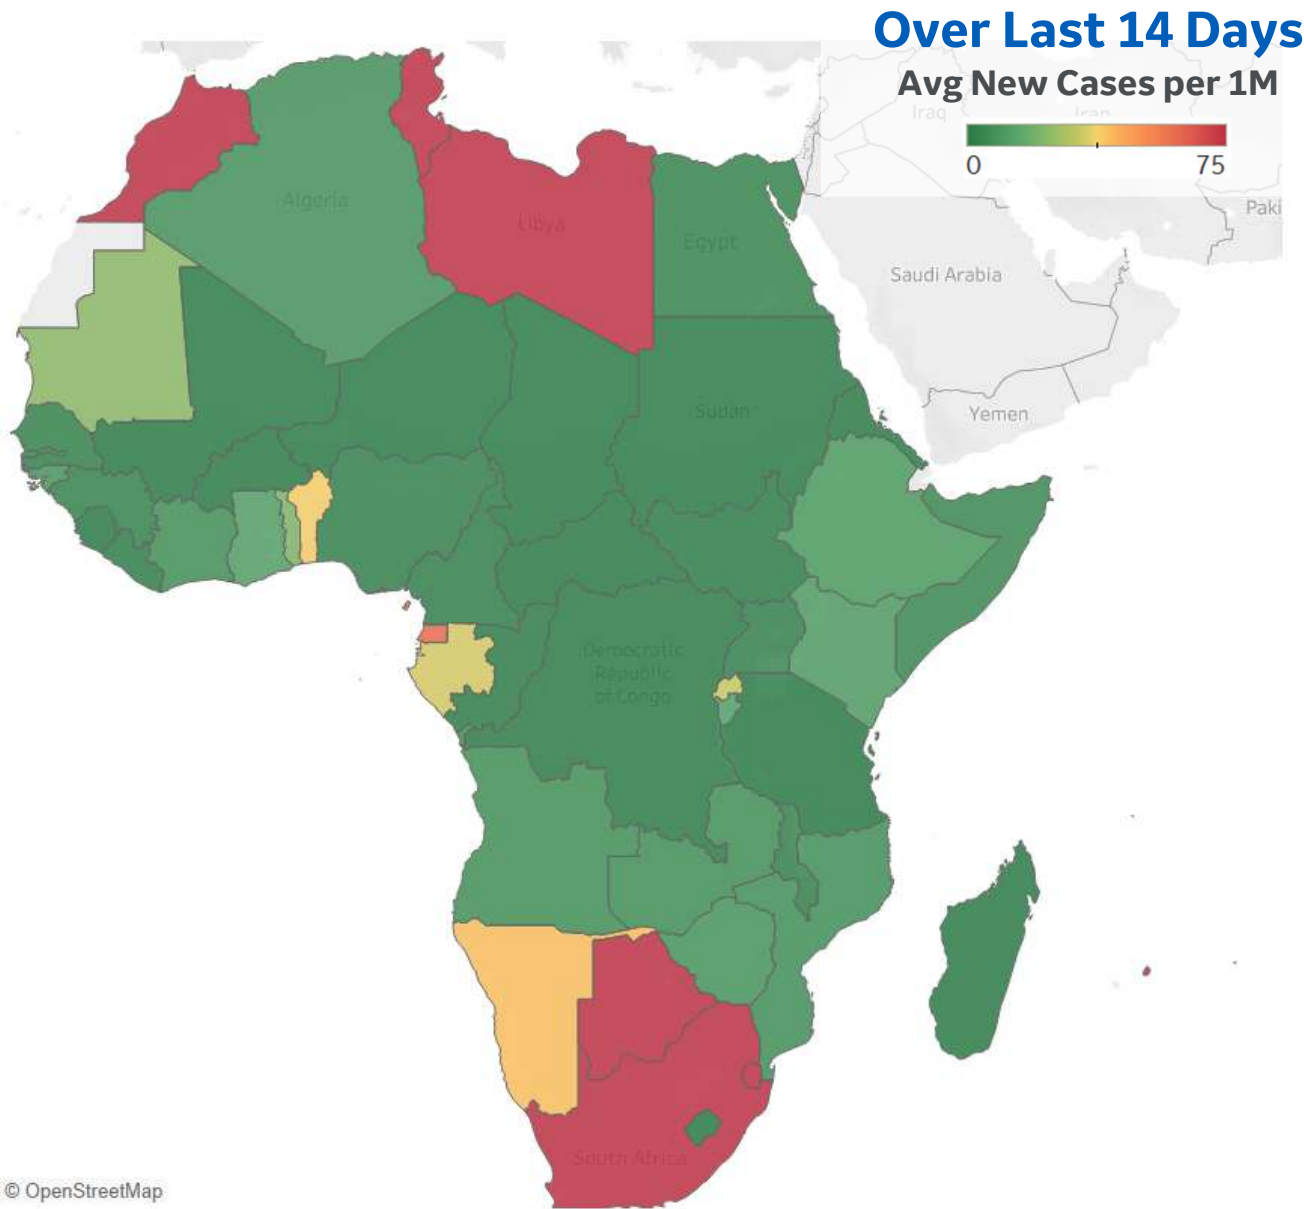 Over Last 14 Days
Avg New Cases per 1M
Iraq
Iran
0
75
Paki
Algeria
Libya
Egypt
Saudi Arabia
Sudan
Yemen
Democratic
Republic
of Congo
South Africa
© OpenStreetMap